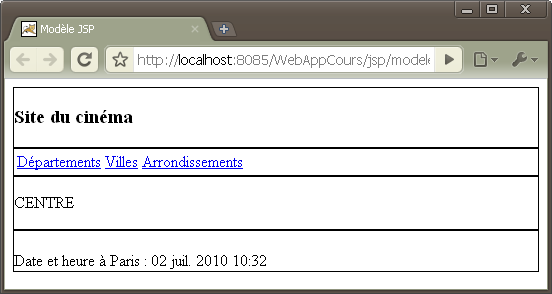 Modèle JSP
http://localhost:8085/WebAppCours/jsp/modele
Site du cinéma
Départements Villes Arrondissements
CENTRE
Date et heure à Paris : 02 juil. 2010 10:32